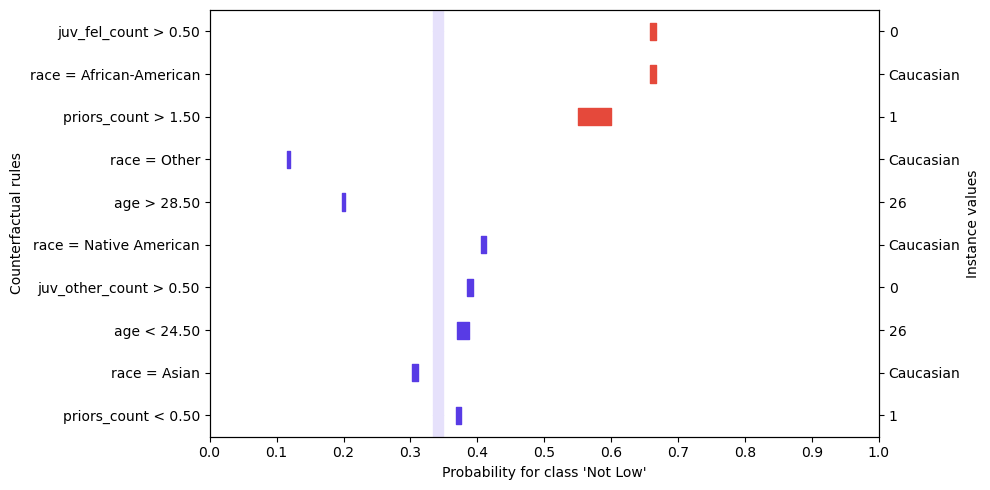 juv_fel_count > 0.50
0
race = African-American
Caucasian
priors_count > 1.50
1
race = Other
Caucasian
age > 28.50
26
race = Native American
Caucasian
juv_other_count > 0.50
0
age < 24.50
26
race = Asian
Caucasian
priors_count < 0.50
1
Counterfactual rules
Instance values
0.0 0.1 0.2 0.3 0.4 0.5 0.6 0.7 0.8 0.9 1.0
Probability for class 'Not Low'